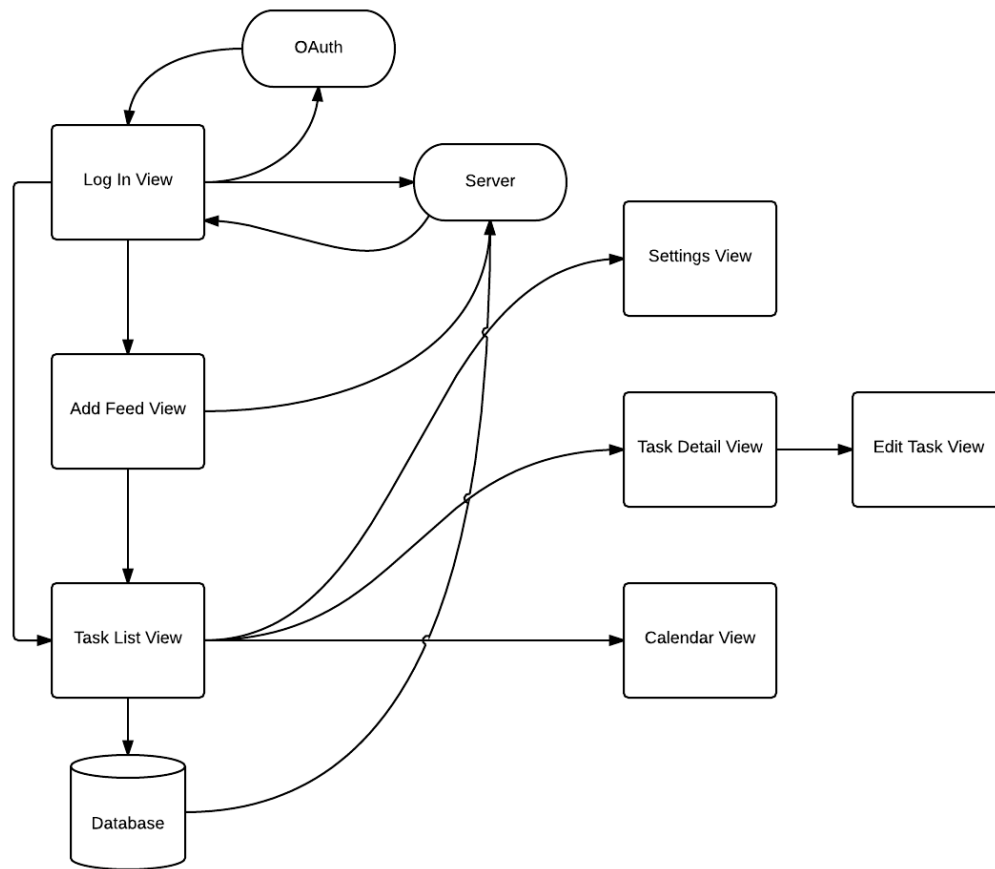 OAuth
Log In View
Server
Settings View
Add Feed View
Task Detail View
Edit Task View
Task List View
Calendar View
Database